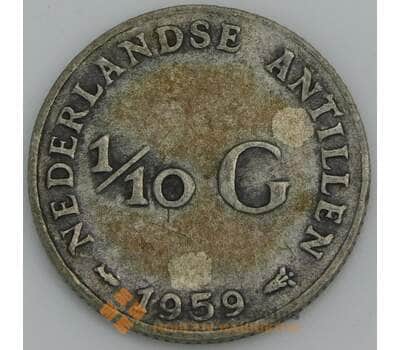 NEDERLANDSE ANTILLEN
1/10 G
1959